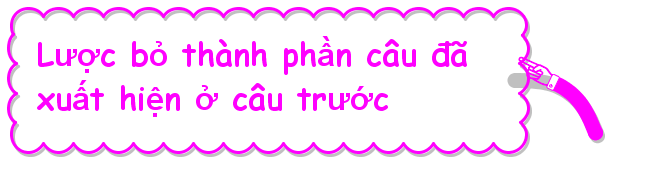 Lược bỏ thành phần câu đã
xuất hiện ở câu trước